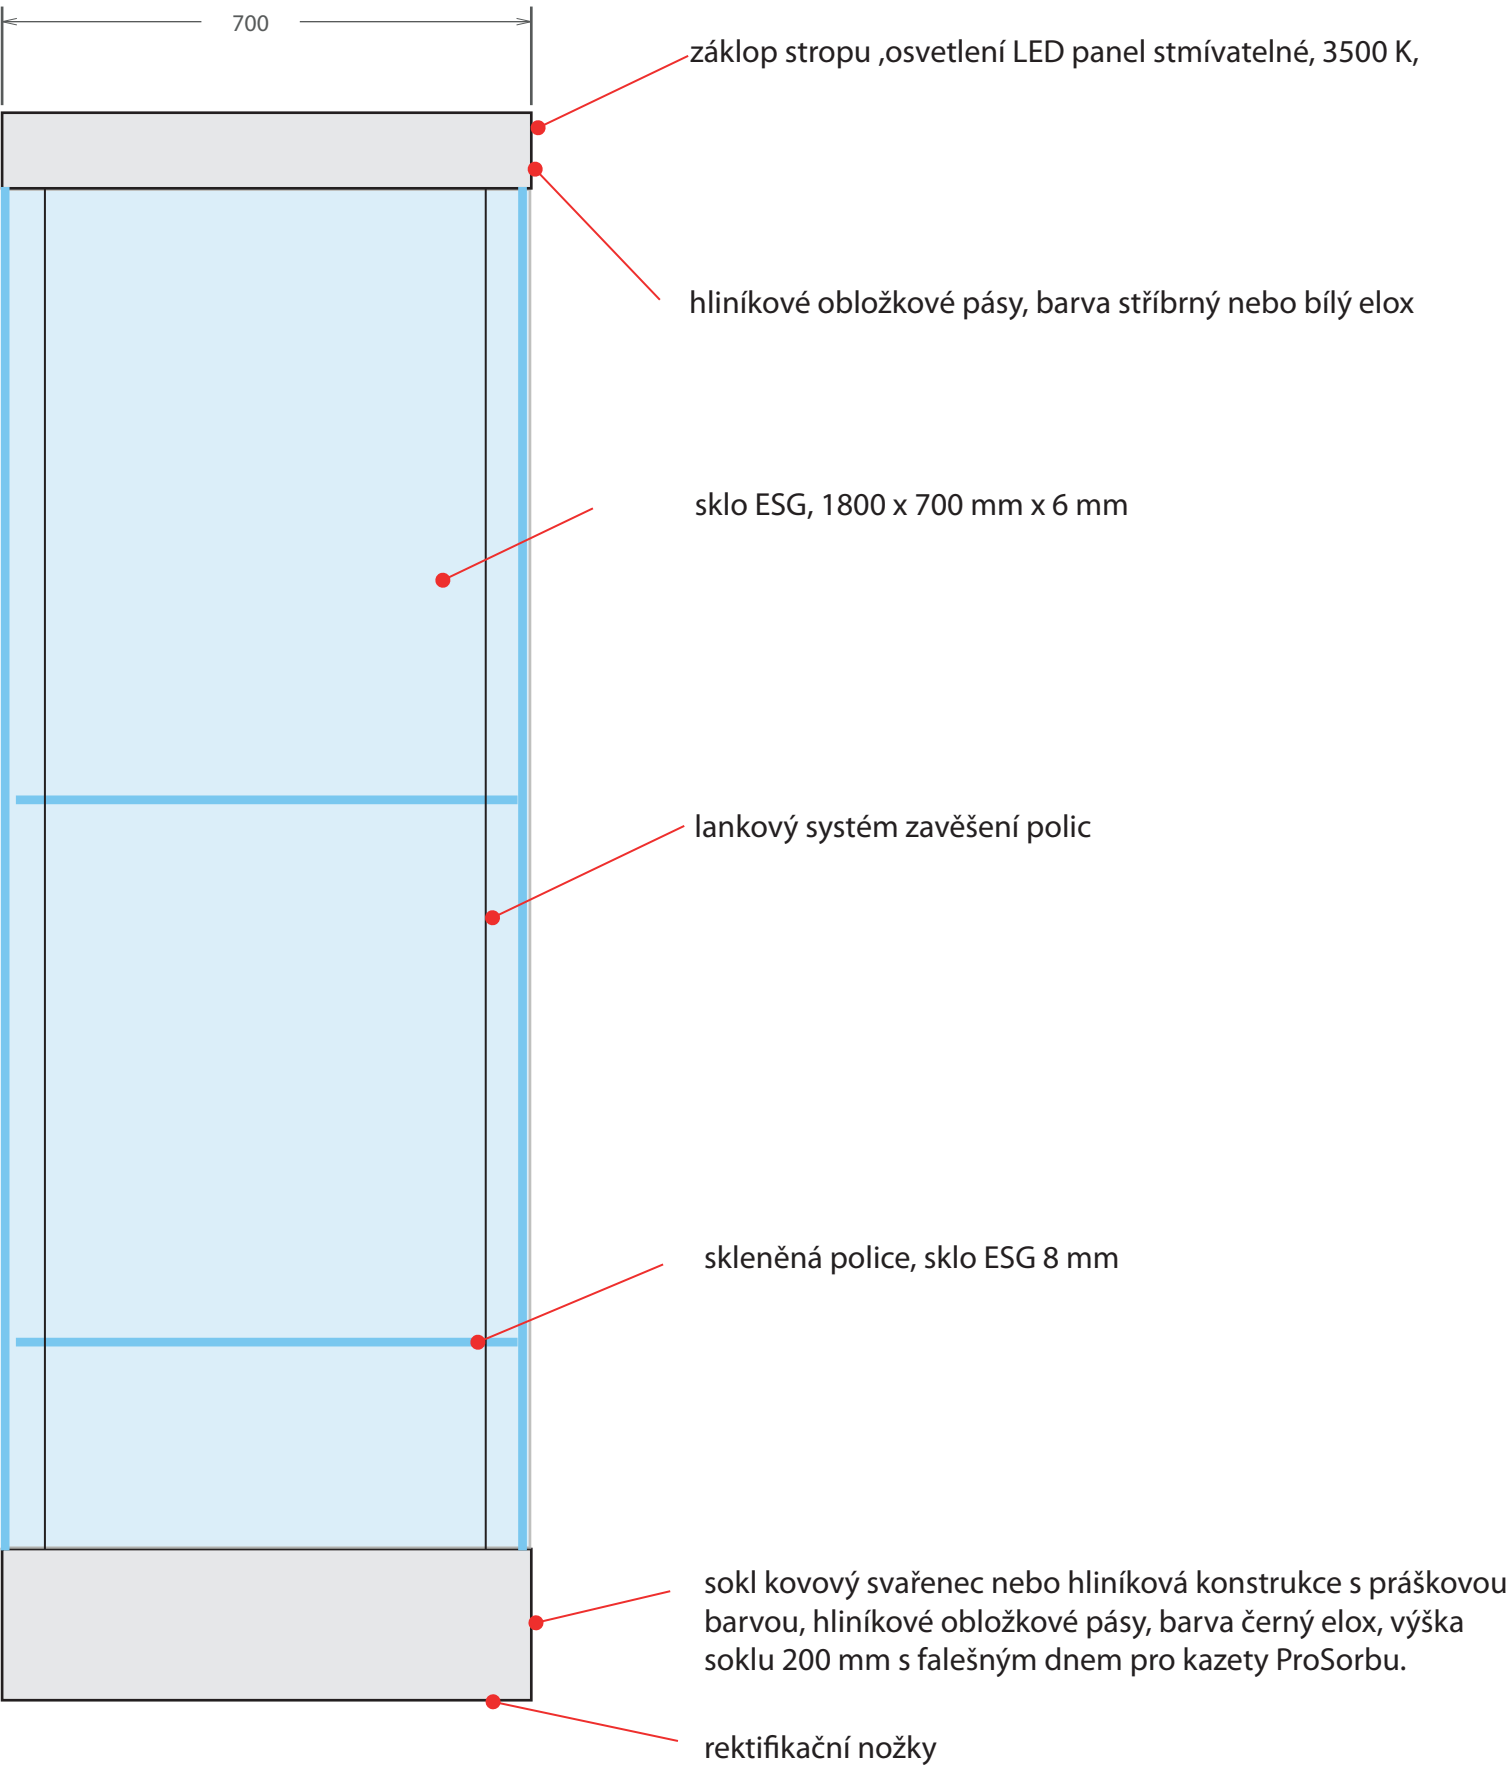 700
záklop stropu ,osvetlení LED panel stmívatelné, 3500 K,
hliníkové obložkové pásy, barva stříbrný nebo bílý elox
sklo ESG, 1800 x 700 mm x 6 mm
lankový systém zavěšení polic
skleněná police, sklo ESG 8 mm
sokl kovový svařenec nebo hliníková konstrukce s práškovou
barvou, hliníkové obložkové pásy, barva černý elox, výška
soklu 200 mm s falešným dnem pro kazety ProSorbu.
rektifikační nožky